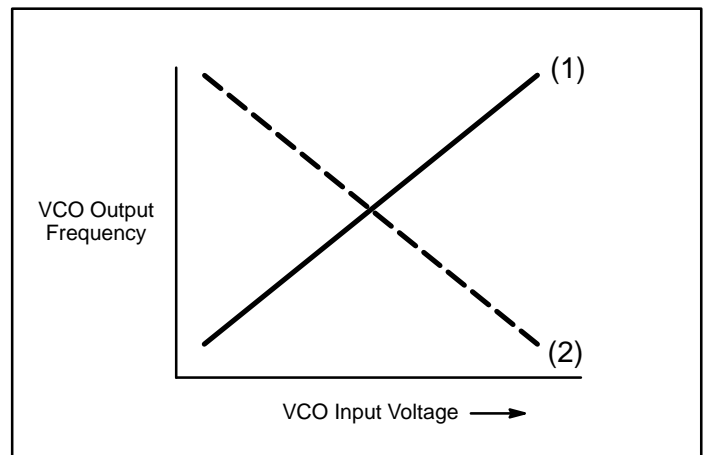 (1)
VCO Output
Frequency
(2)
VCO Input Voltage